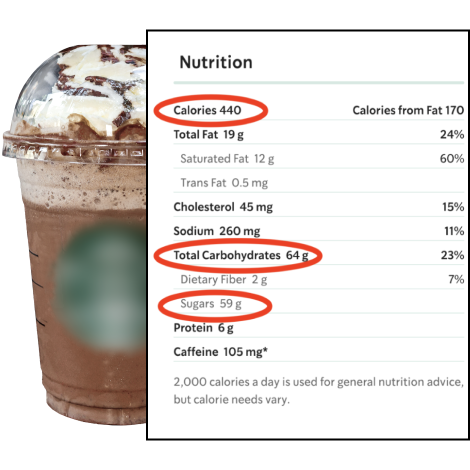 Nutrition
Calories 440 Calories from Fat 170
Total Fat 19 g 24%
Saturated Fat 12 g 60%
Trans Fat 0.5 mg
Cholesterol 45 mg 15%
Sodium 260 mg 11%
Total Carbohydrates 64 g 23%
Dietary Fiber 2 g 7%
Sugars 59 g
Protein 6 g
Caffeine 105 mg*
2,000 calories a day is used for general nutrition advice,
but calorie needs vary.